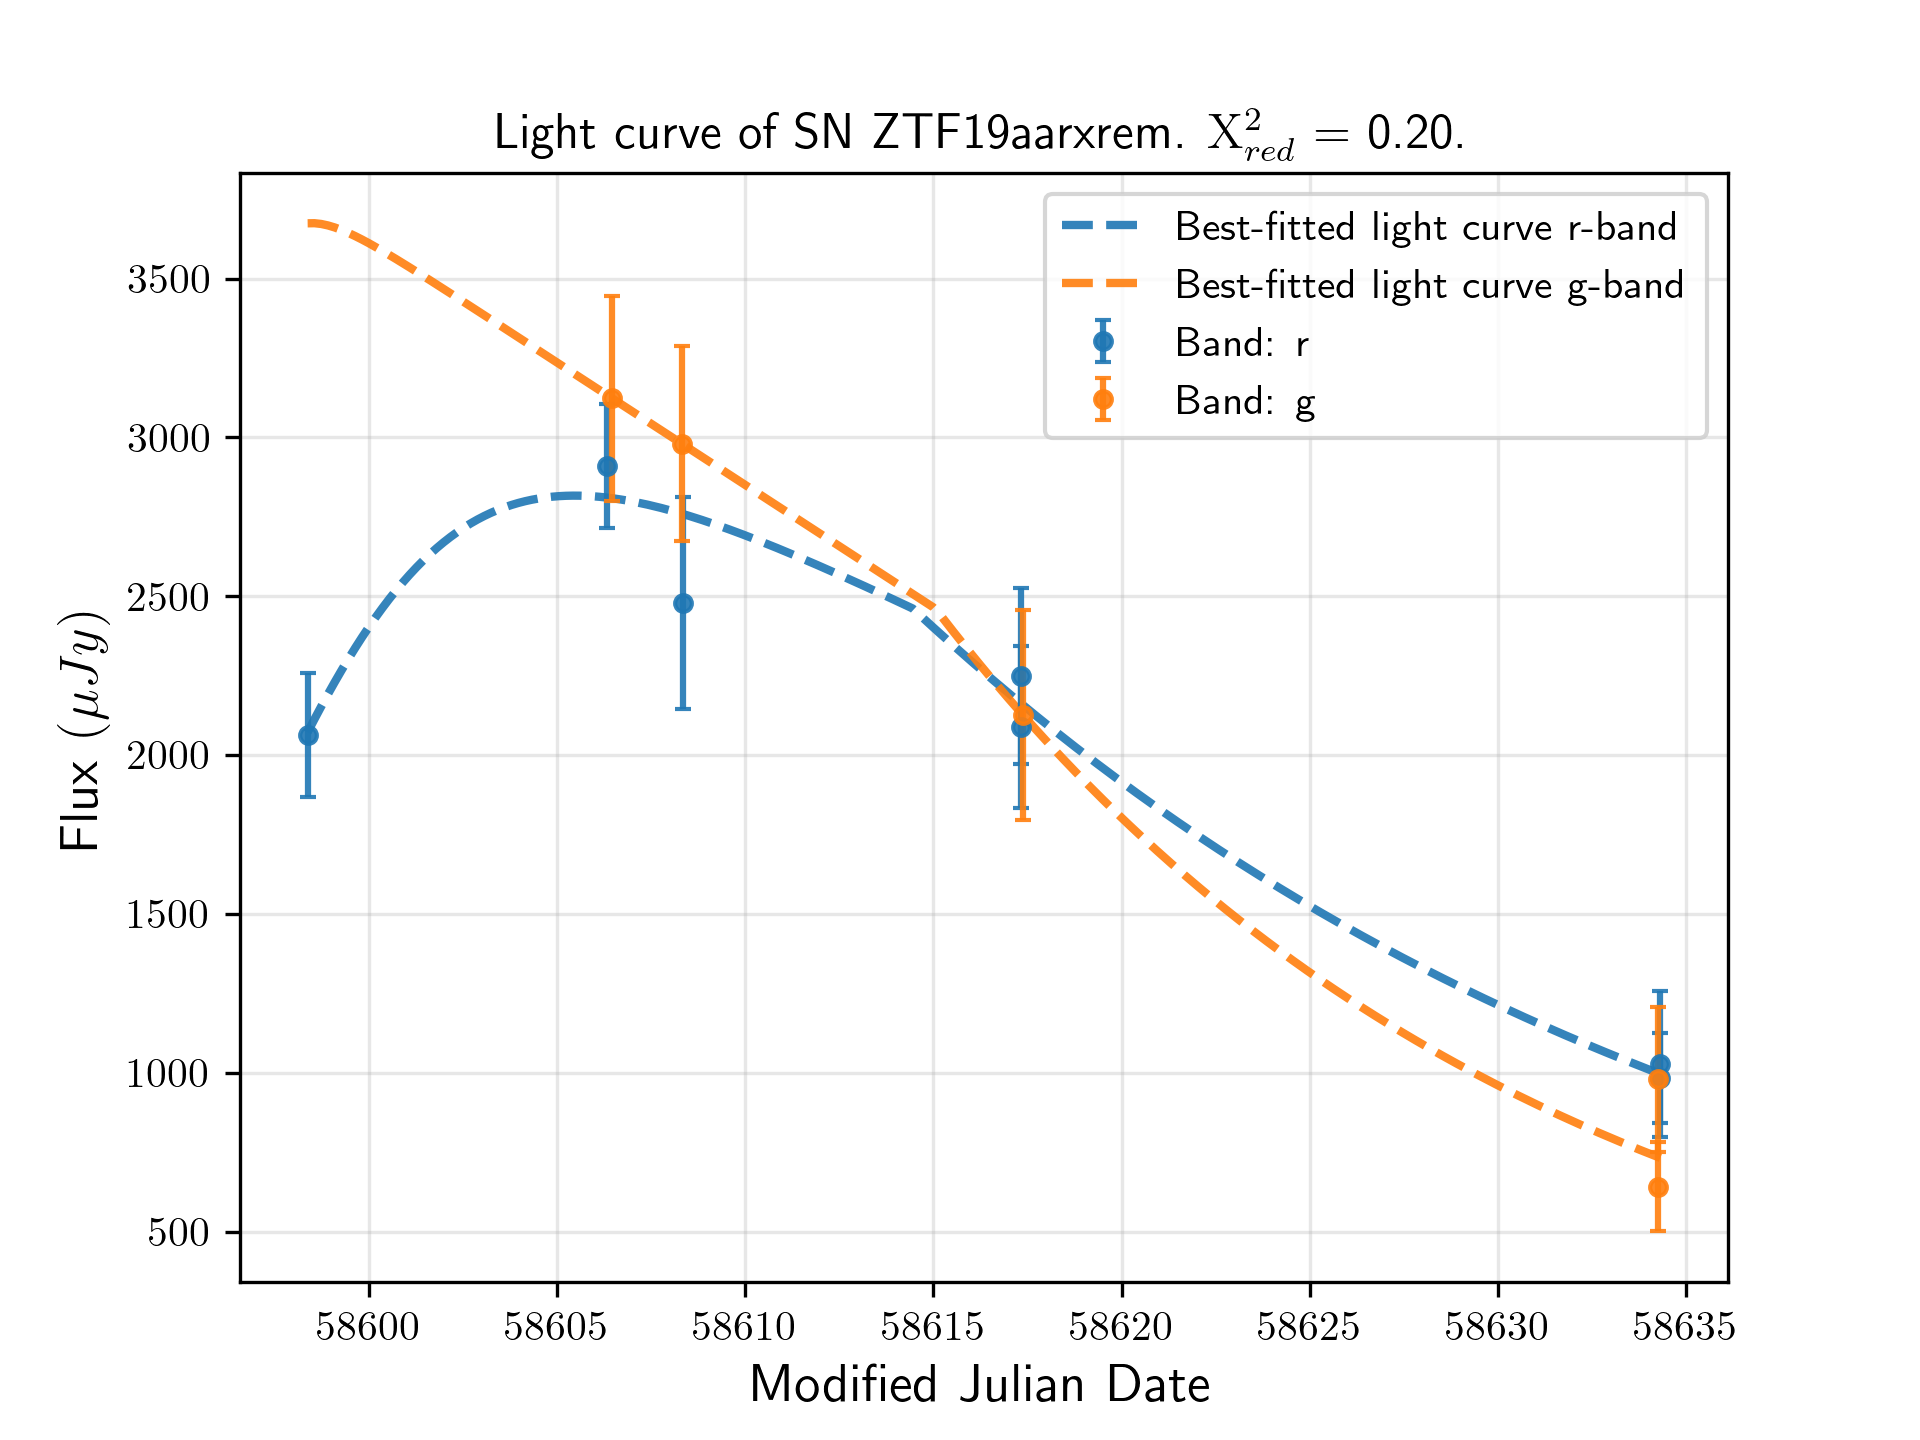 Light curve of SN ZTF19aarxrem. X²_red = 0.20.
Best-fitted light curve r-band
Best-fitted light curve g-band
Band: r
Band: g
Flux (μJy)
3500
3000
2500
2000
1500
1000
500
58600 58605 58610 58615 58620 58625 58630 58635
Modified Julian Date